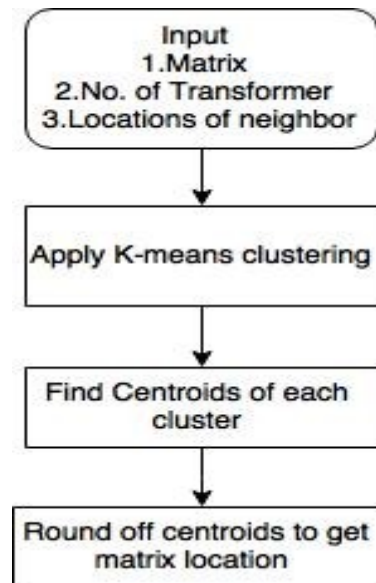 Input
1.Matrix
2.No. of Transformer
3.Locations of neighbor
Apply K-means clustering
Find Centroids of each
cluster
Round off centroids to get
matrix location